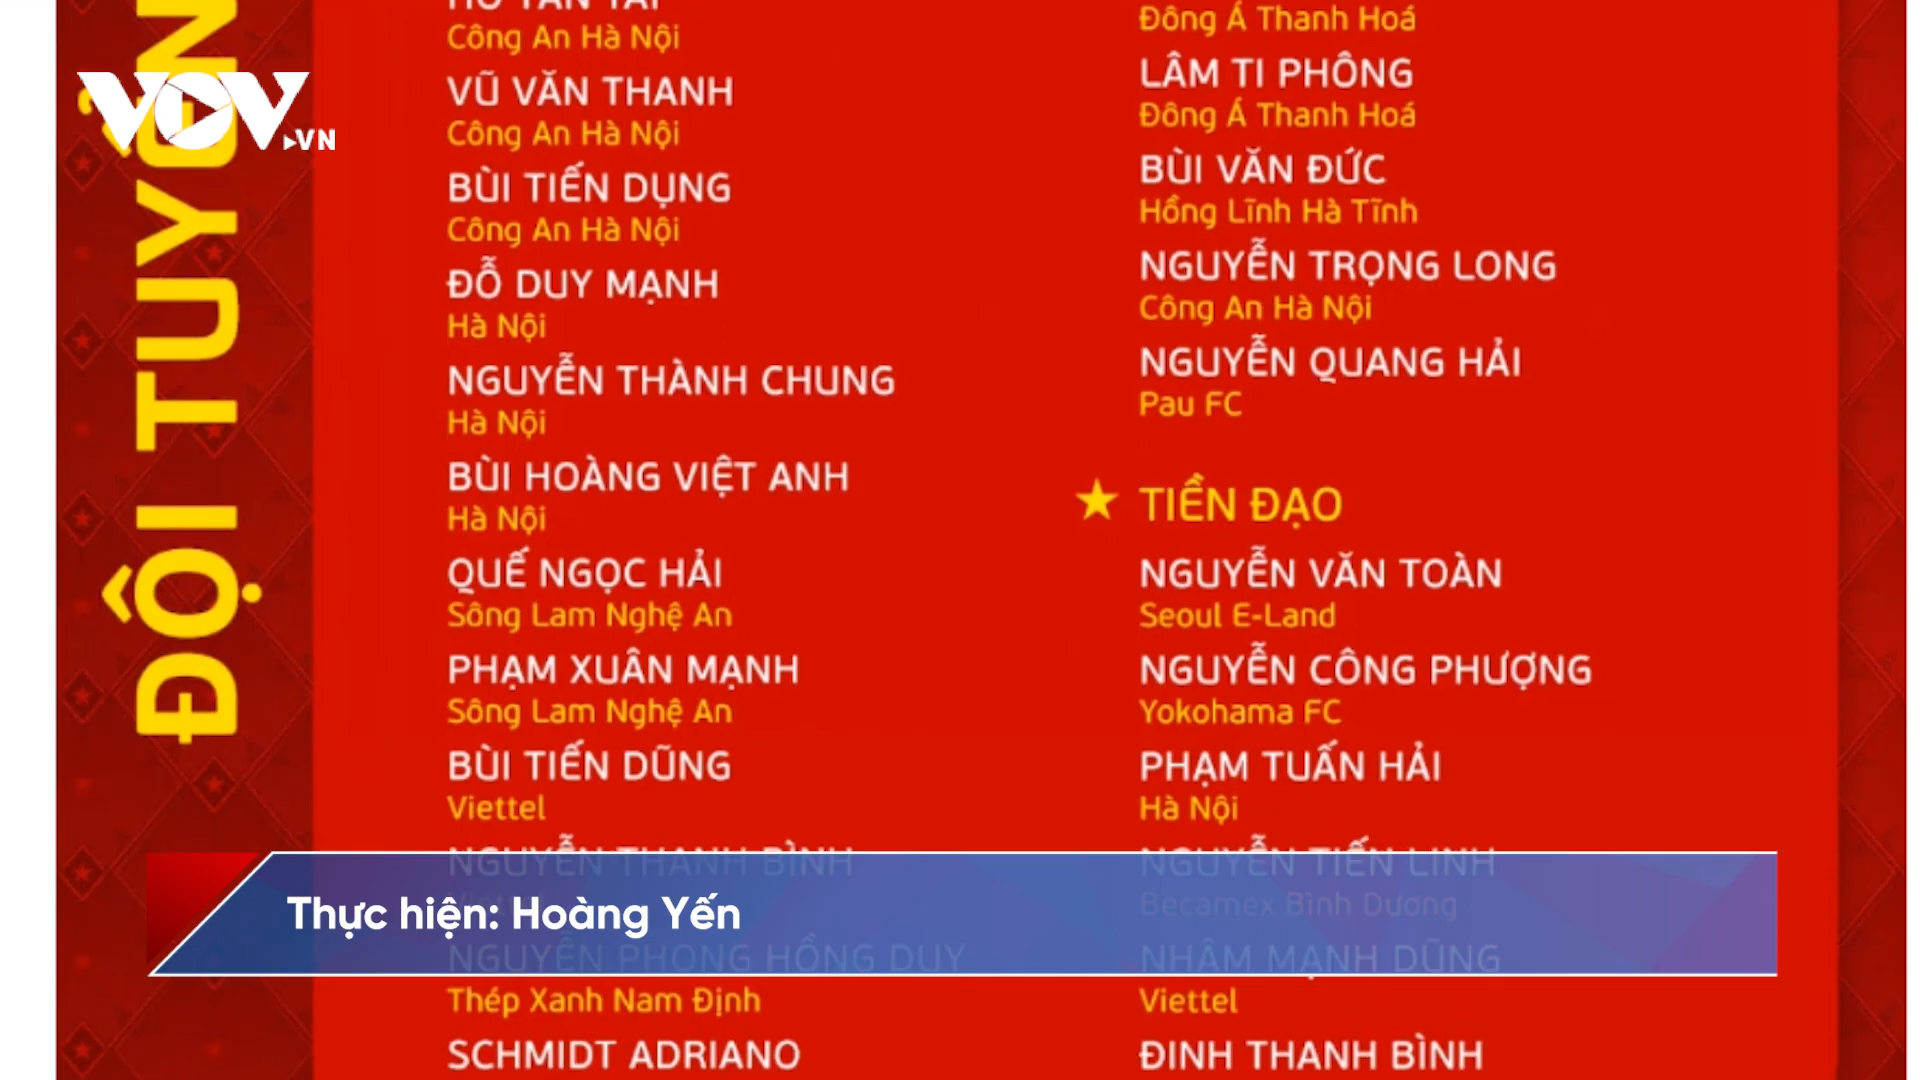 ĐỘI TUYỂN
VOV.VN
HỒ TẤN TÀI
Công An Hà Nội
VŨ VĂN THANH
Công An Hà Nội
BÙI TIẾN DỤNG
Công An Hà Nội
ĐỖ DUY MẠNH
Hà Nội
NGUYỄN THÀNH CHUNG
Hà Nội
BÙI HOÀNG VIỆT ANH
Hà Nội
QUẾ NGỌC HẢI
Sông Lam Nghệ An
PHẠM XUÂN MẠNH
Sông Lam Nghệ An
BÙI TIẾN DŨNG
Viettel
NGUYỄN THANH BÌNH
NGUYỄN PHONG HỒNG DUY
Thép Xanh Nam Định
SCHMIDT ADRIANO
Đông Á Thanh Hoá
LÂM TI PHÔNG
Đông Á Thanh Hoá
BÙI VĂN ĐỨC
Hồng Lĩnh Hà Tĩnh
NGUYỄN TRỌNG LONG
Công An Hà Nội
NGUYỄN QUANG HẢI
Pau FC
TIỀN ĐẠO
NGUYỄN VĂN TOÀN
Seoul E-Land
NGUYỄN CÔNG PHƯỢNG
Yokohama FC
PHẠM TUẤN HẢI
Hà Nội
NGUYỄN TIẾN LINH
Becamex Bình Dương
NHÂM MẠNH DŨNG
Viettel
ĐINH THANH BÌNH
Thực hiện: Hoàng Yến